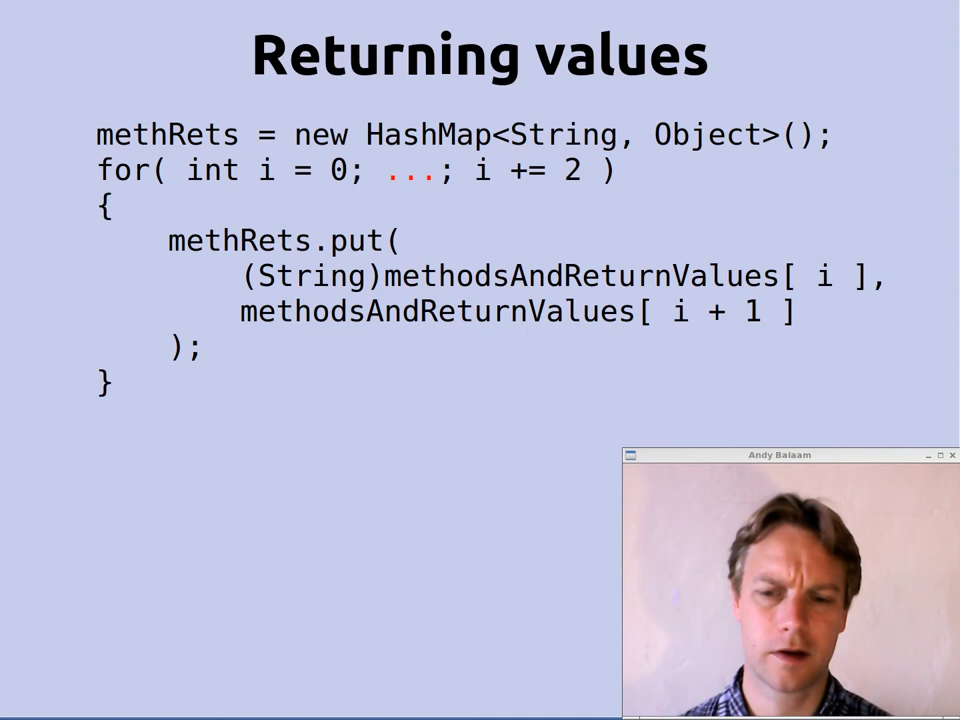 Returning values
methRets = new HashMap<String, Object>();
for( int i = 0; ...; i += 2 )
{
methRets.put(
(String)methodsAndReturnValues[ i ],
methodsAndReturnValues[ i + 1 ]
);
}
Andy Balaam